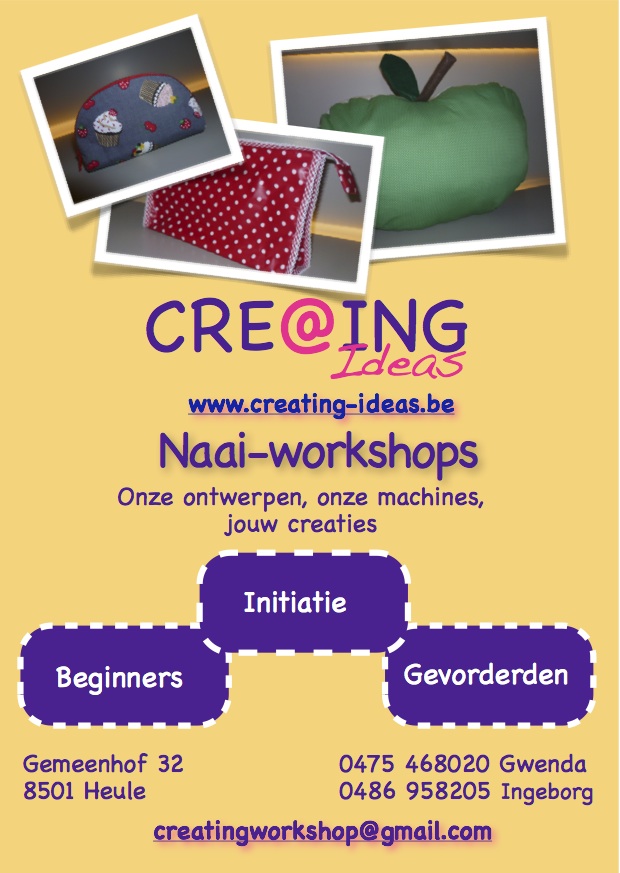 CRE@ING
Ideas
www.creating-ideas.be
Naai-workshops
Onze ontwerpen, onze machines,
jouw creaties
Initiatie
Beginners
Gevorderden
Gemeenhof 32
8501 Heule
0475 468020 Gwenda
0486 958205 Ingeborg
creatingworkshop@gmail.com